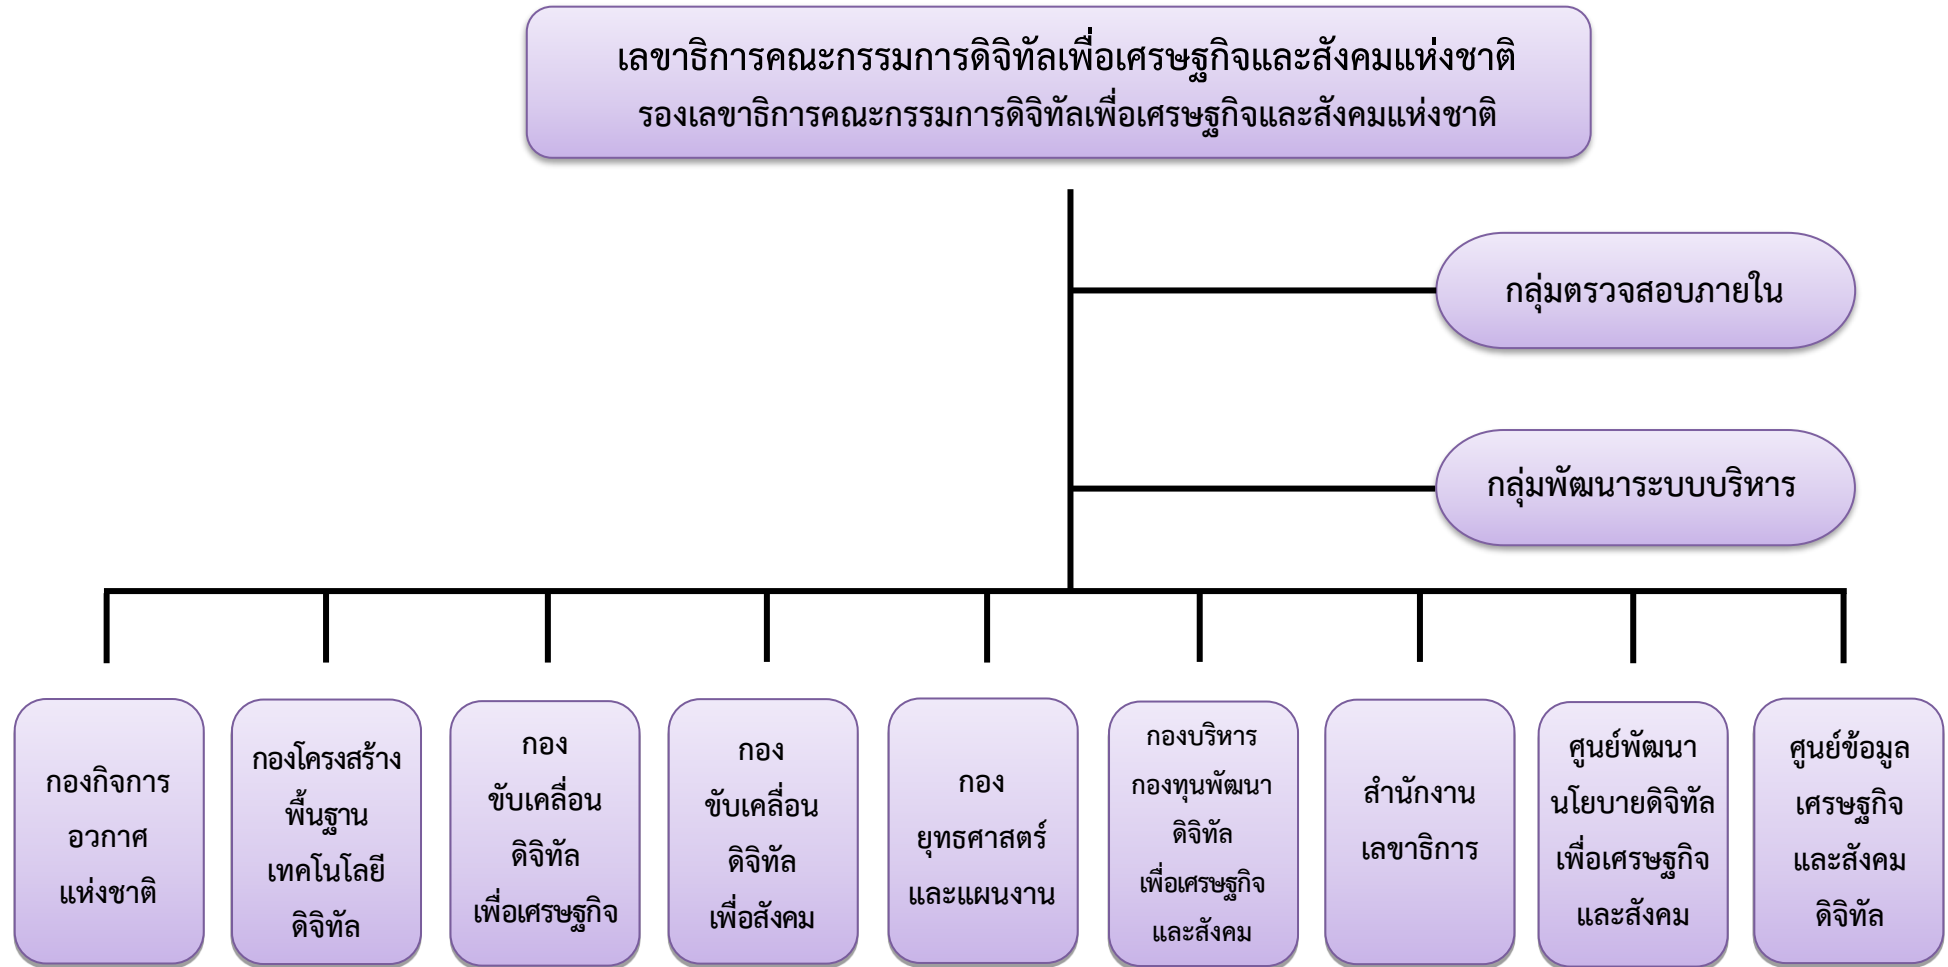 เลขาธิการคณะกรรมการดิจิทัลเพื่อเศรษฐกิจและสังคมแห่งชาติ
รองเลขาธิการคณะกรรมการดิจิทัลเพื่อเศรษฐกิจและสังคมแห่งชาติ
กลุ่มตรวจสอบภายใน
กลุ่มพัฒนาระบบบริหาร
กองกิจการ
อวกาศ
แห่งชาติ
กองโครงสร้าง
พื้นฐาน
เทคโนโลยี
ดิจิทัล
กอง
ขับเคลื่อน
ดิจิทัล
เพื่อเศรษฐกิจ
กอง
ขับเคลื่อน
ดิจิทัล
เพื่อสังคม
กอง
ยุทธศาสตร์
และแผนงาน
กองบริหาร
กองทุนพัฒนา
ดิจิทัล
เพื่อเศรษฐกิจ
และสังคม
สำนักงาน
เลขาธิการ
ศูนย์พัฒนา
นโยบายดิจิทัล
เพื่อเศรษฐกิจ
และสังคม
ศูนย์ข้อมูล
เศรษฐกิจ
และสังคม
ดิจิทัล